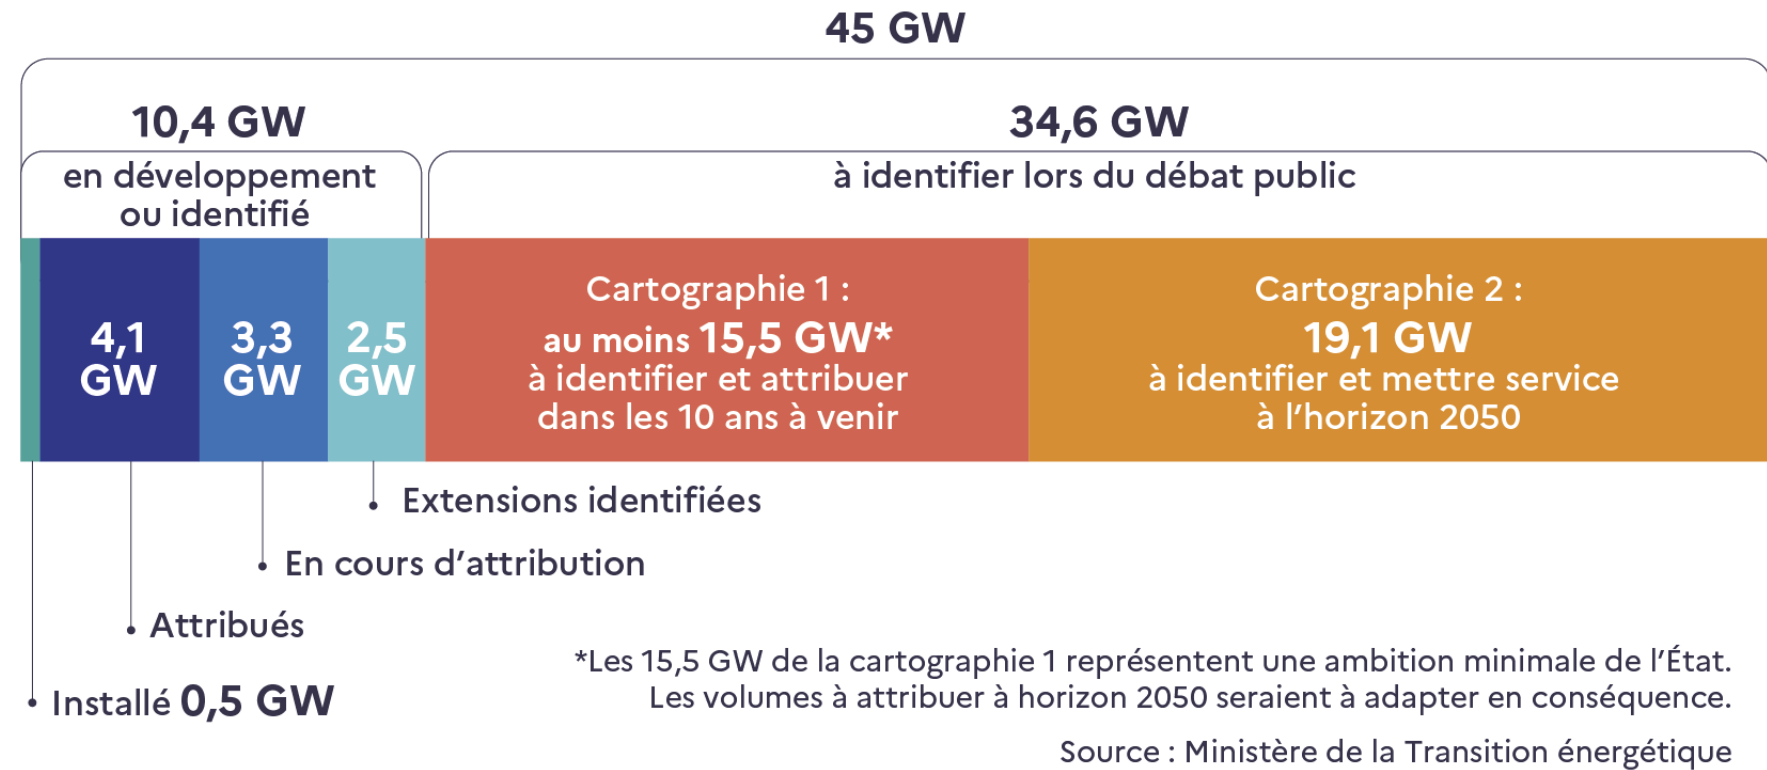 45 GW
10,4 GW
en développement
ou identifié
34,6 GW
à identifier lors du débat public
4,1
GW
3,3
GW
2,5
GW
Cartographie 1 :
au moins 15,5 GW*
à identifier et attribuer
dans les 10 ans à venir
Cartographie 2 :
19,1 GW
à identifier et mettre service
à l’horizon 2050
Extensions identifiées
En cours d’attribution
Attribués
Installé 0,5 GW
*Les 15,5 GW de la cartographie 1 représentent une ambition minimale de l’État.
Les volumes à attribuer à horizon 2050 seraient à adapter en conséquence.
Source : Ministère de la Transition énergétique